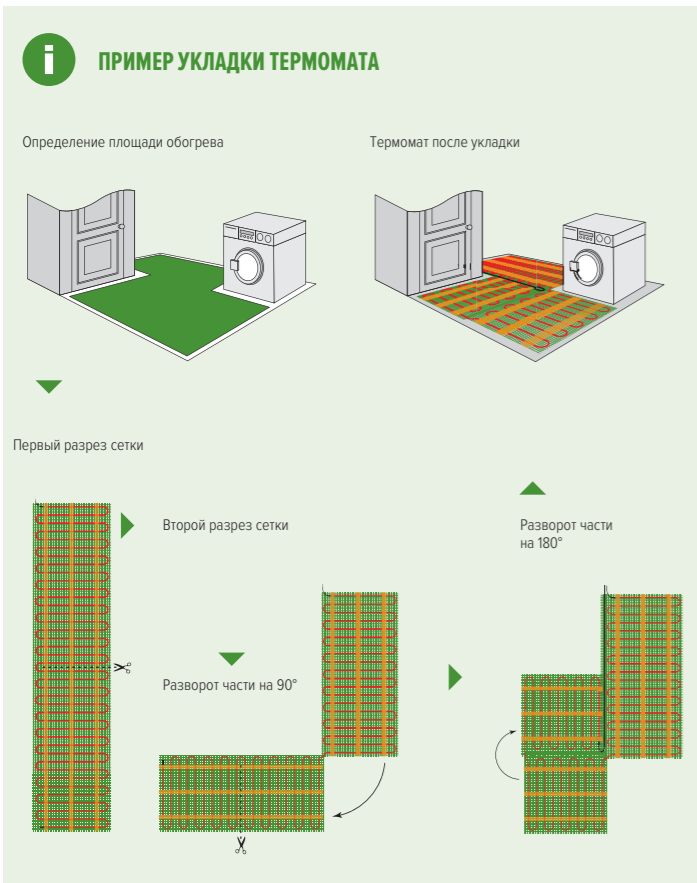 i
ПРИМЕР УКЛАДКИ ТЕРМОМАТА
Определение площади обогрева
Термомат после укладки
Первый разрез сетки
Второй разрез сетки
Разворот части на 90°
Разворот части
на 180°